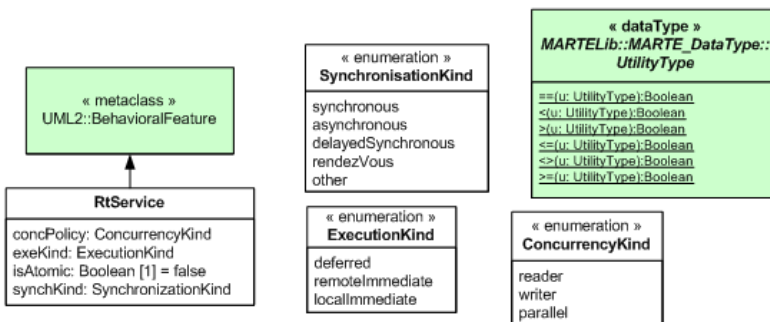 « metaclass »
UML2::BehavioralFeature
RtService
concPolicy: ConcurrencyKind
exeKind: ExecutionKind
isAtomic: Boolean [1] = false
synchKind: SynchronizationKind
« enumeration »
SynchronisationKind
synchronous
asynchronous
delayedSynchronous
rendezVous
other
« enumeration »
ExecutionKind
deferred
remoteImmediate
localImmediate
« dataType »
MARTELib::MARTE_DataType::
UtilityType
==(u: UtilityType):Boolean
<(u: UtilityType):Boolean
>(u: UtilityType):Boolean
<=(u: UtilityType):Boolean
<>(u: UtilityType):Boolean
>=(u: UtilityType):Boolean
« enumeration »
ConcurrencyKind
reader
writer
parallel